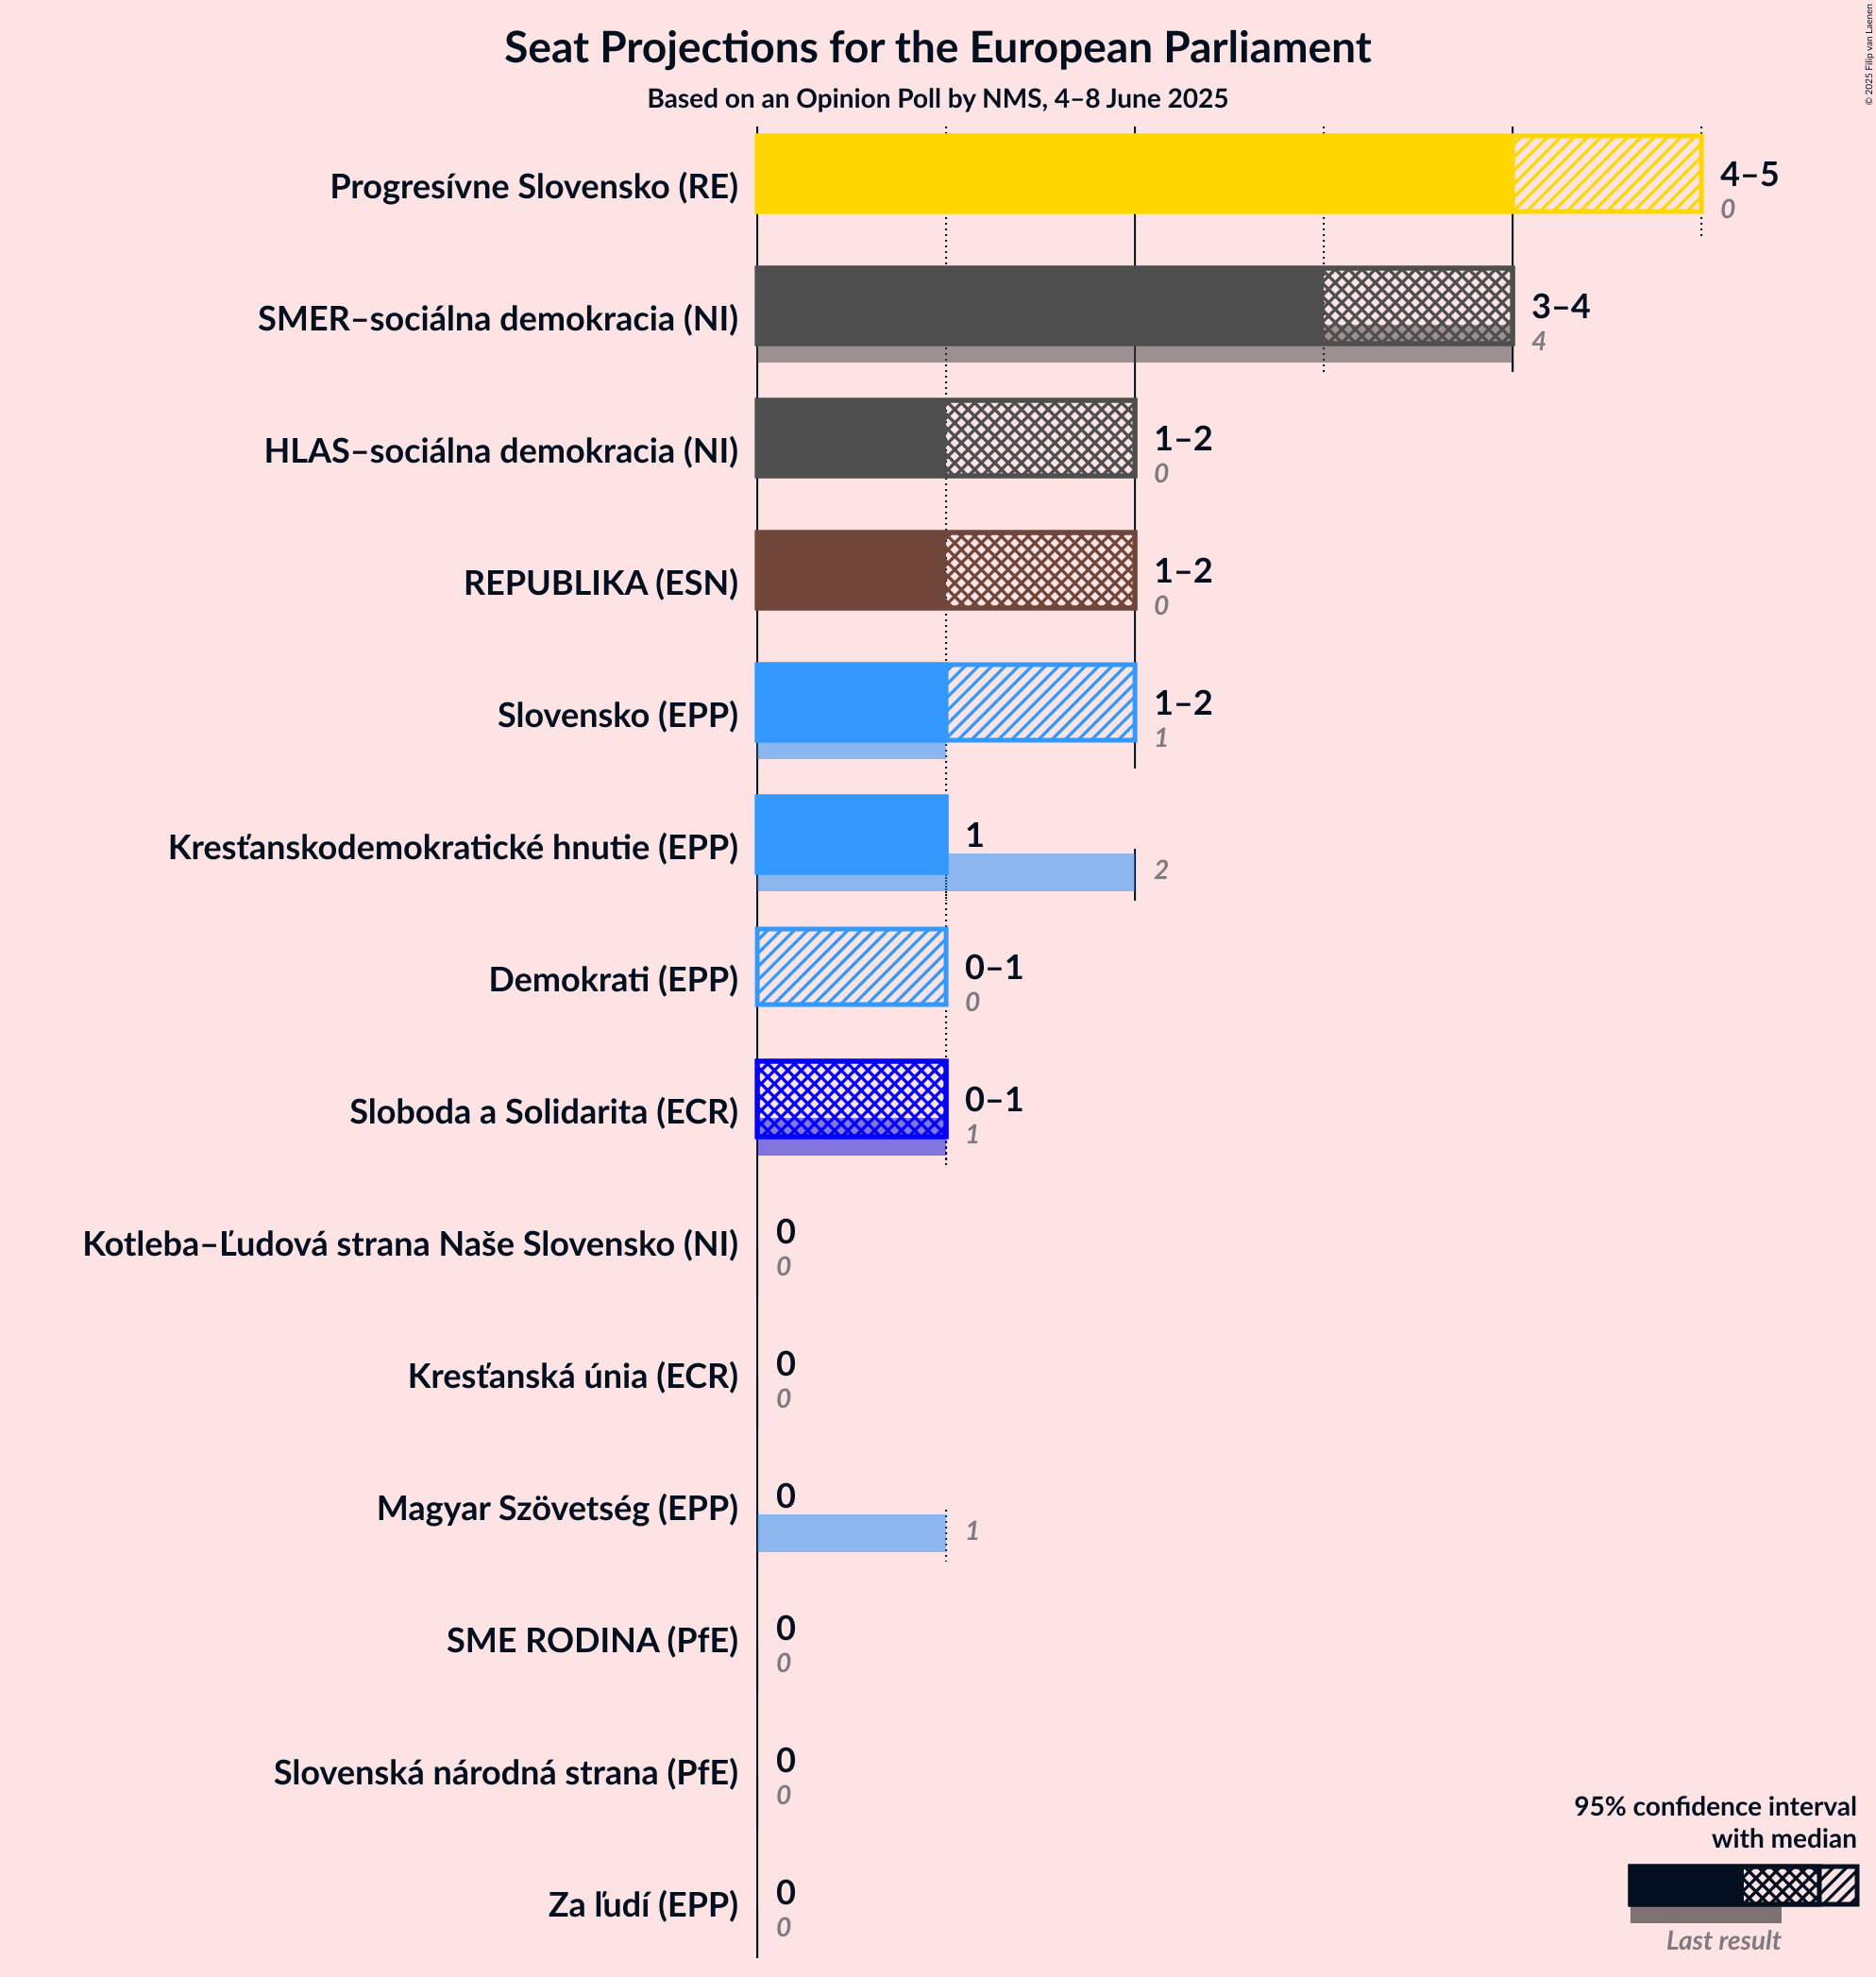 © 2025 Filip van Laenen
Seat Projections for the European Parliament
Based on an Opinion Poll by NMS, 4–8 June 2025
Progresívne Slovensko (RE)
4–5
0
SMER–sociálna demokracia (NI)
3–4
4
HLAS–sociálna demokracia (NI)
1–2
0
REPUBLIKA (ESN)
1–2
0
Slovensko (EPP)
1–2
1
Kresťanskodemokratické hnutie (EPP)
1
2
Demokrati (EPP)
0–1
0
Sloboda a Solidarita (ECR)
0–1
1
Kotleba–Ľudová strana Naše Slovensko (NI)
0
0
Kresťanská únia (ECR)
0
0
Magyar Szövetség (EPP)
0
1
SME RODINA (PfE)
0
0
Slovenská národná strana (PfE)
0
0
Za ľudí (EPP)
0
0
95% confidence interval
with median
Last result